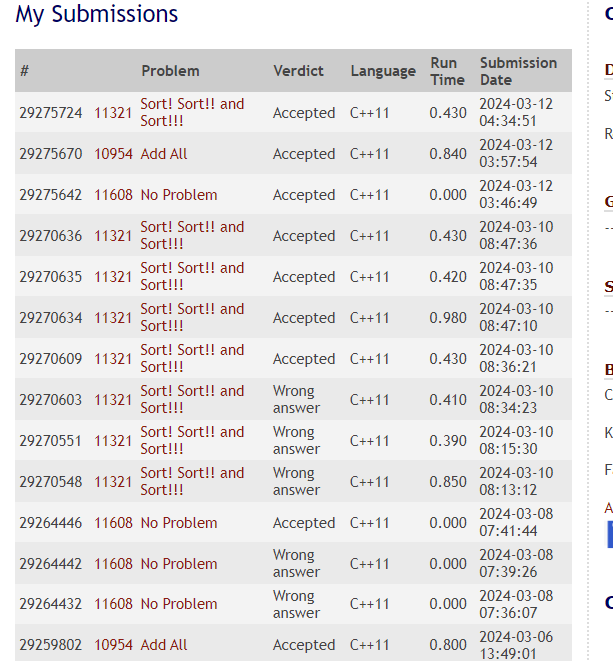 My Submissions
# Problem Verdict Language Run Time Submission Date
29275724 11321 Sort! Sort!! and Sort!!! Accepted C++11 0.430 2024-03-12 04:34:51
29275670 10954 Add All Accepted C++11 0.840 2024-03-12 03:57:54
29275642 11608 No Problem Accepted C++11 0.000 2024-03-12 03:46:49
29270636 11321 Sort! Sort!! and Sort!!! Accepted C++11 0.430 2024-03-10 08:47:36
29270635 11321 Sort! Sort!! and Sort!!! Accepted C++11 0.420 2024-03-10 08:47:35
29270634 11321 Sort! Sort!! and Sort!!! Accepted C++11 0.980 2024-03-10 08:47:10
29270609 11321 Sort! Sort!! and Sort!!! Accepted C++11 0.430 2024-03-10 08:36:21
29270603 11321 Sort! Sort!! and Sort!!! Wrong answer C++11 0.410 2024-03-10 08:34:23
29270551 11321 Sort! Sort!! and Sort!!! Wrong answer C++11 0.390 2024-03-10 08:15:30
29270548 11321 Sort! Sort!! and Sort!!! Wrong answer C++11 0.850 2024-03-10 08:13:12
29264446 11608 No Problem Accepted C++11 0.000 2024-03-08 07:41:44
29264442 11608 No Problem Wrong answer C++11 0.000 2024-03-08 07:39:26
29264432 11608 No Problem Wrong answer C++11 0.000 2024-03-08 07:36:07
29259802 10954 Add All Accepted C++11 0.800 2024-03-06 13:49:01